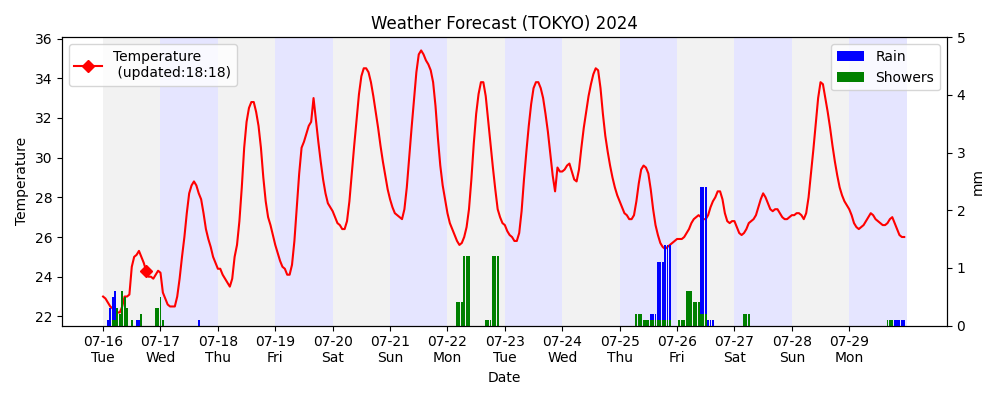 Weather Forecast (TOKYO) 2024
Temperature
(updated:18:18)
Rain
Showers
Temperature
36
34
32
30
28
26
24
22
5
4
3
2
1
0
mm
07-16 07-17 07-18 07-19 07-20 07-21 07-22 07-23 07-24 07-25 07-26 07-27 07-28 07-29
Tue Wed Thu Fri Sat Sun Mon Tue Wed Thu Fri Sat Sun Mon
Date